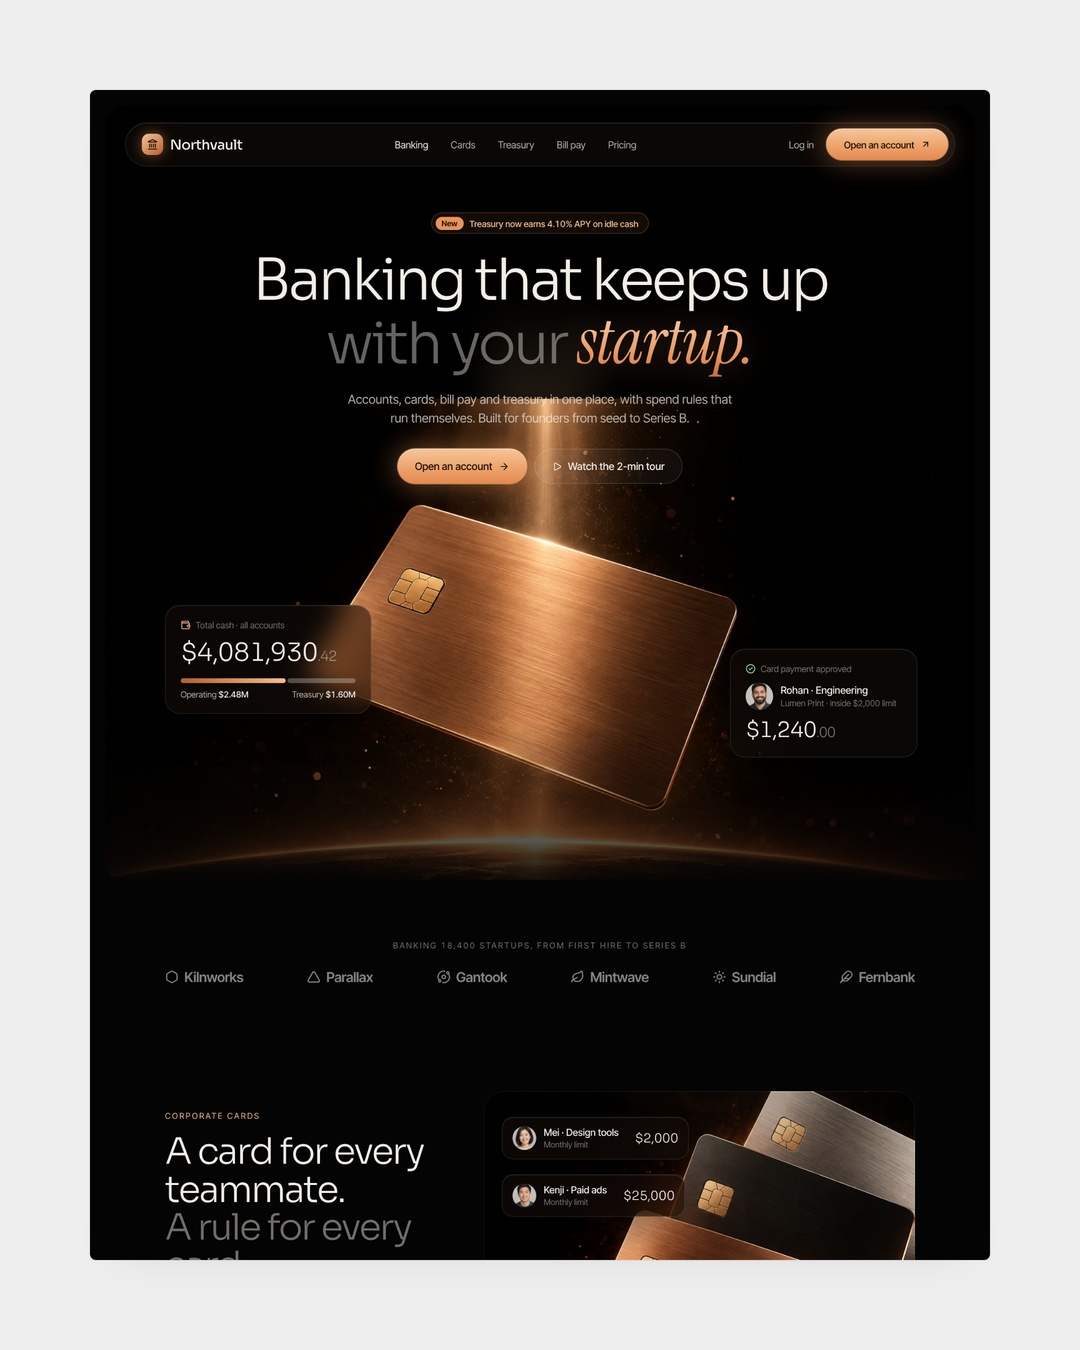 Northvault
Banking
Cards
Treasury
Bill pay
Pricing
Log in
Open an account
New
Treasury now earns 4.10% APY on idle cash
Banking that keeps up
with your startup.
Accounts, cards, bill pay and treasury in one place, with spend rules that
run themselves. Built for founders from seed to Series B.
Open an account
Watch the 2-min tour
Total cash · all accounts
$4,081,930.42
Operating $2.48M
Treasury $1.60M
Card payment approved
Rohan · Engineering
Lumen Print · inside $2,000 limit
$1,240.00
BANKING 18,400 STARTUPS, FROM FIRST HIRE TO SERIES B
Kilnworks
Parallax
Gantook
Mintwave
Sundial
Fernbank
CORPORATE CARDS
A card for every
teammate.
A rule for every
card
Mei · Design tools
Monthly limit
$2,000
Kenji · Paid ads
Monthly limit
$25,000